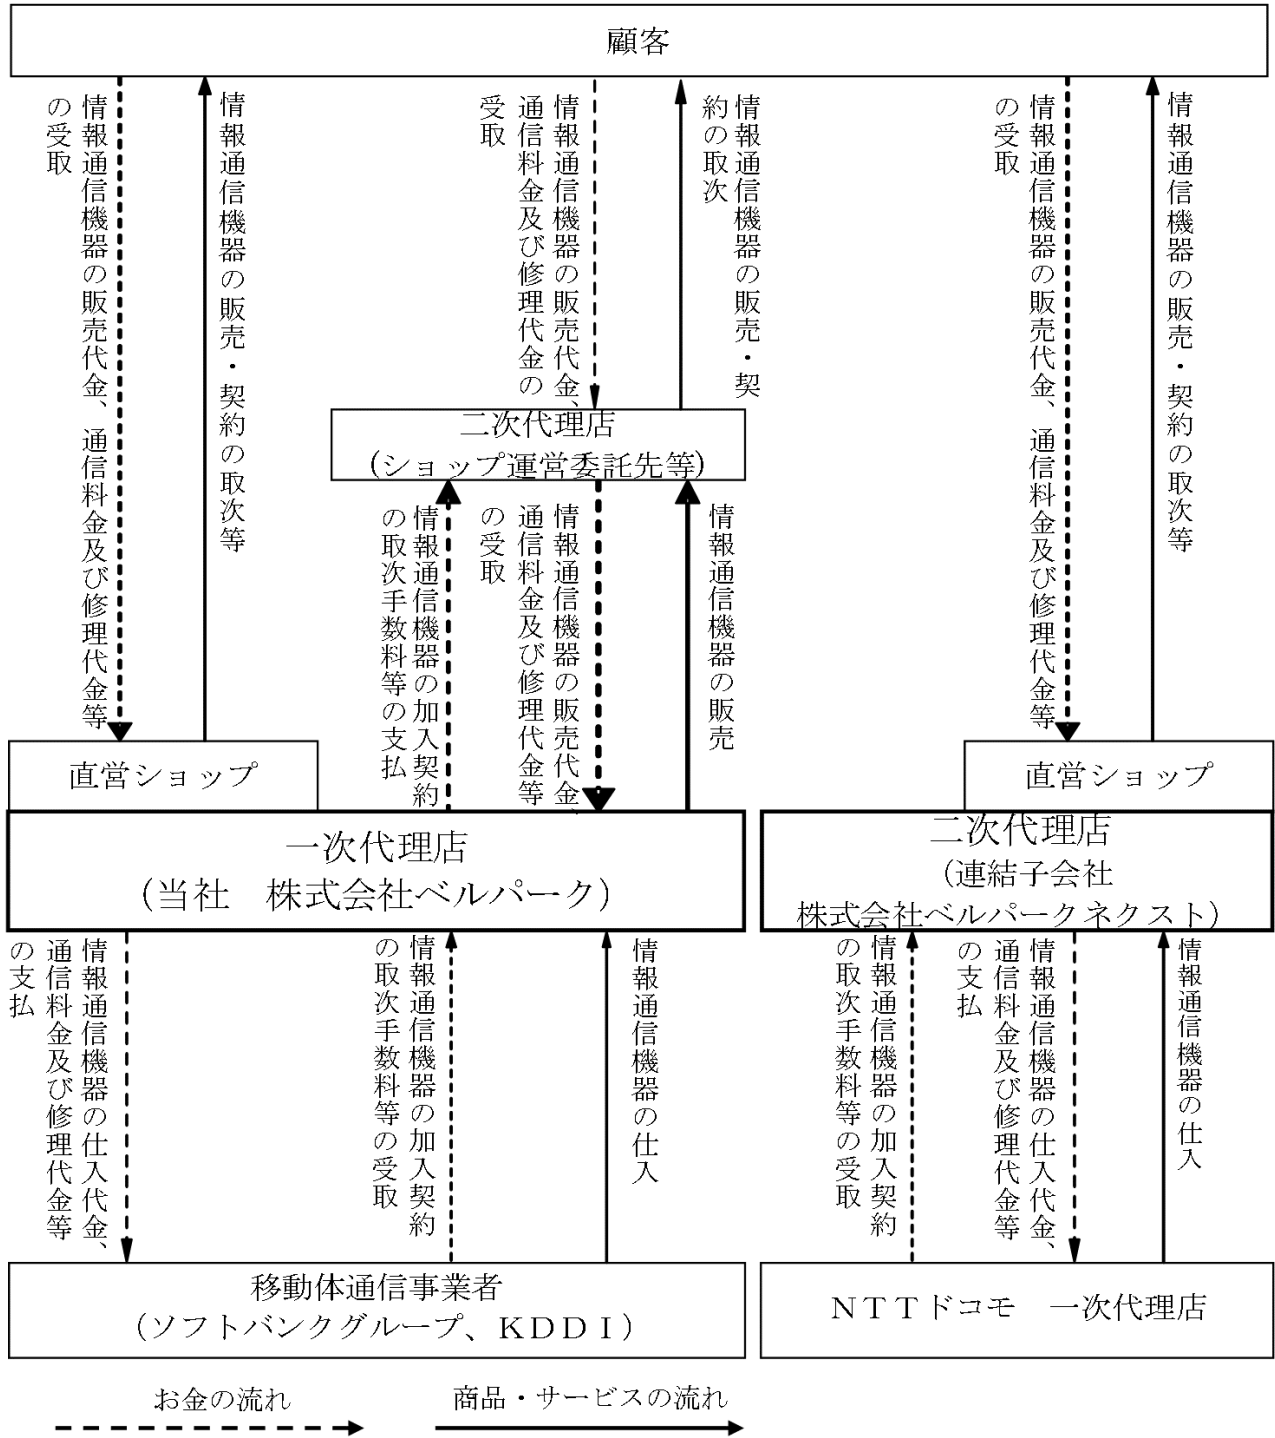 顧客
情報通信機器の販売代金、通信料金及び修理代金等
の受取
情報通信機器の販売・契約の取次等
情報通信機器の販売代金、
通信料金及び修理代金の
受取
情報通信機器の販売・契
約の取次
情報通信機器の販売代金、通信料金及び修理代金等
の受取
情報通信機器の販売・契約の取次等
二次代理店
(ショップ運営委託先等)
情報通信機器の加入契約
の取次手数料等の支払
情報通信機器の販売代金、
通信料金及び修理代金等
の受取
情報通信機器の販売
直営ショップ
直営ショップ
一次代理店
(当社　株式会社ベルパーク)
二次代理店
(連結子会社
株式会社ベルパークネクスト)
情報通信機器の仕入代金、
通信料金及び修理代金等
の支払
情報通信機器の加入契約
の取次手数料等の受取
情報通信機器の仕入
情報通信機器の加入契約
の取次手数料等の受取
情報通信機器の仕入代金、
通信料金及び修理代金等
の支払
情報通信機器の仕入
移動体通信事業者
(ソフトバンクグループ、ＫＤＤＩ)
ＮＴＴドコモ　一次代理店
お金の流れ
商品・サービスの流れ